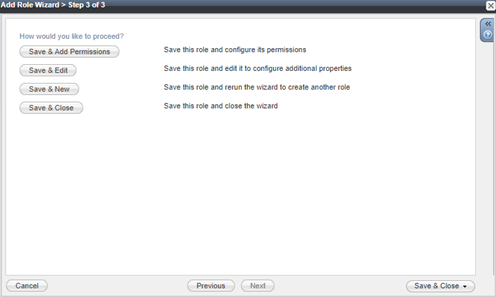 Add Role Wizard > Step 3 of 3
How would you like to proceed?
Save & Add Permissions Save this role and configure its permissions
Save & Edit Save this role and edit it to configure additional properties
Save & New Save this role and rerun the wizard to create another role
Save & Close Save this role and close the wizard
Cancel Previous Next Save & Close